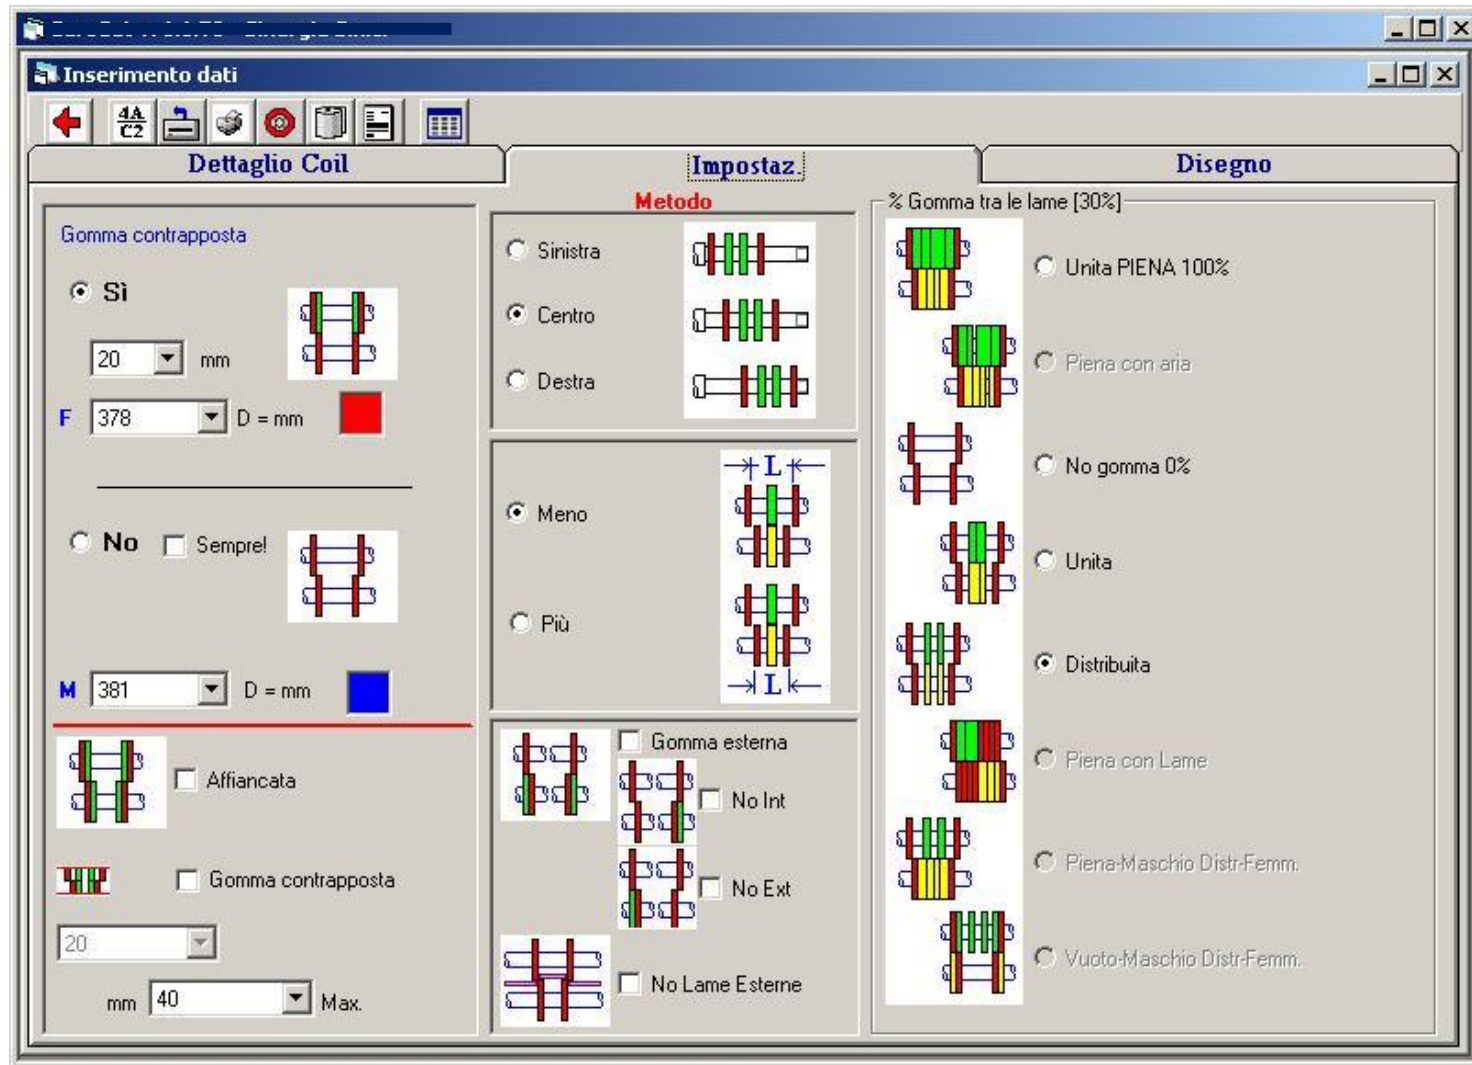 Inserimento dati
4A
C2
Dettaglio Coil
Impostaz.
Disegno
Gomma contrapposta
Sì
20
mm
F
378
D = mm
No
Sempre!
M
381
D = mm
Affiancata
Gomma contrapposta
20
mm
40
Max.
Metodo
Sinistra
Centro
Destra
L
Meno
Più
L
Gomma esterna
No Int
No Ext
No Lame Esterne
% Gomma tra le lame [30%]
Unita PIENA 100%
Piena con aria
No gomma 0%
Unita
Distribuita
Piena con Lame
Piena-Maschio Distr-Femm.
Vuoto-Maschio Distr-Femm.